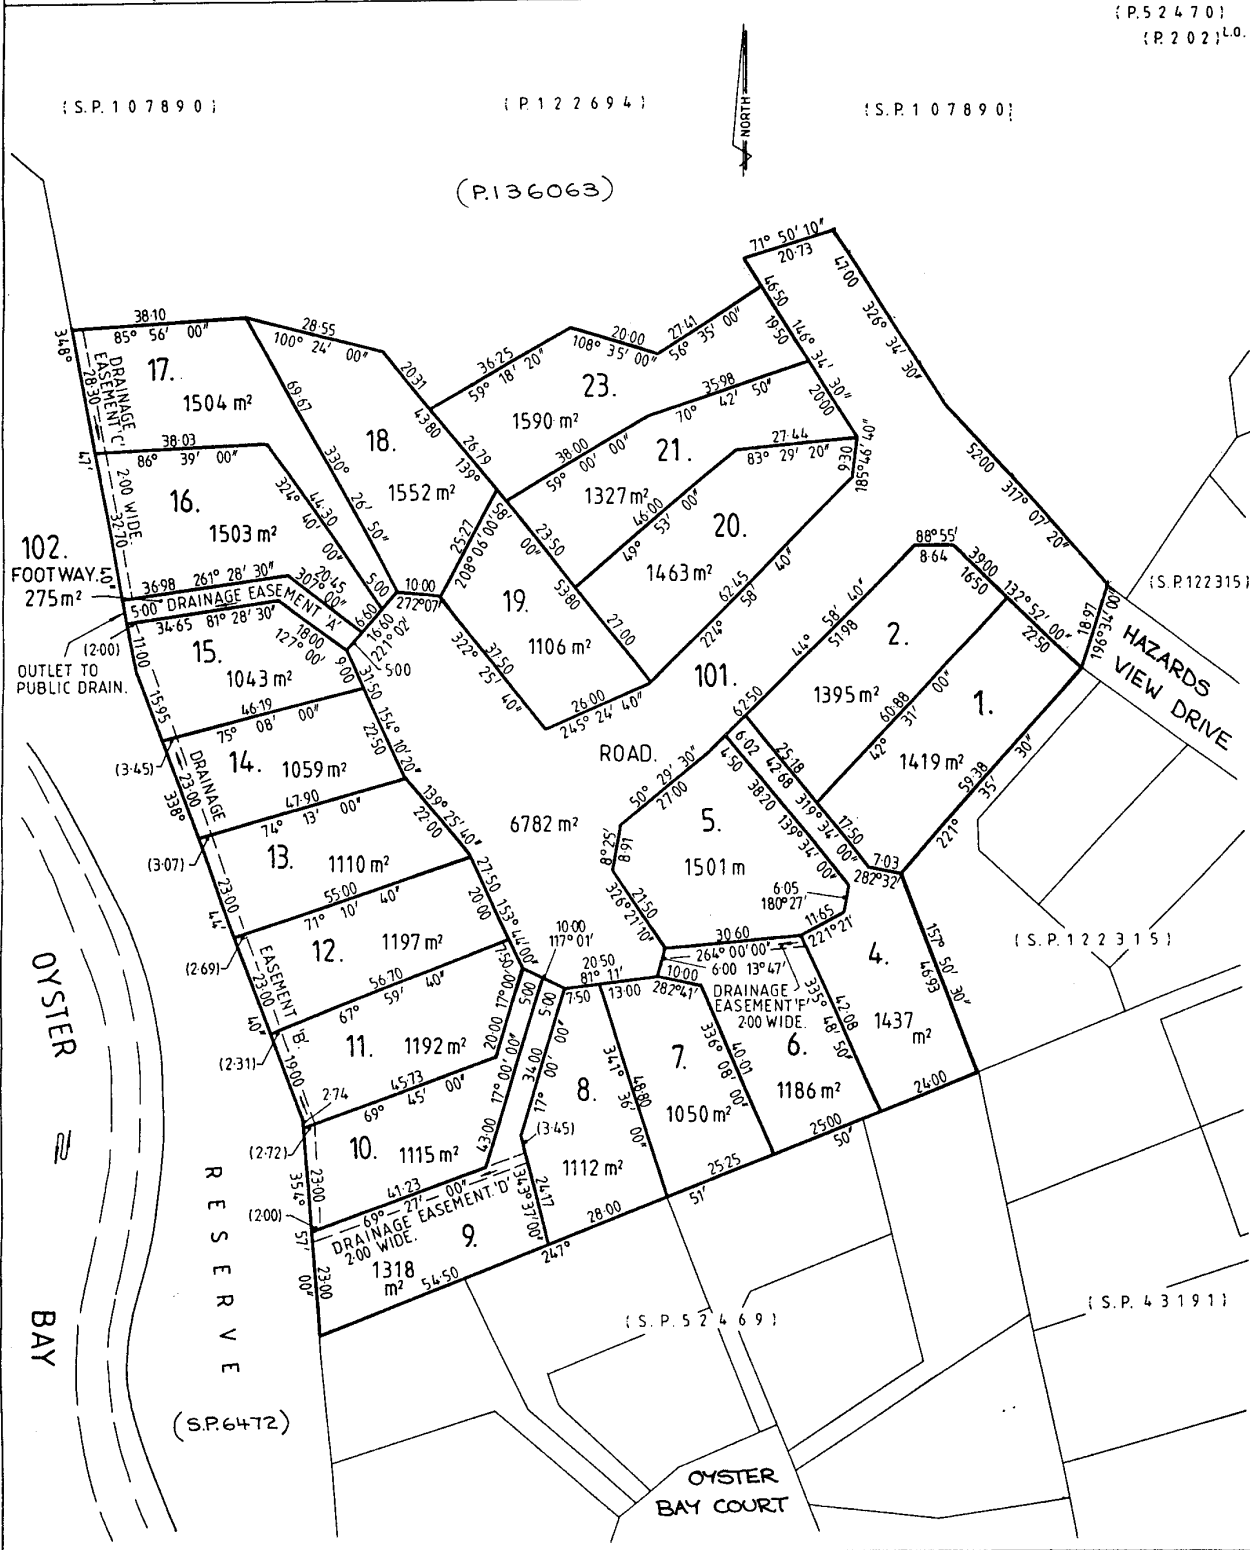 (P.52470)
(P.202) L.O.
(S.P.107890)
(P.122694)
(S.P.107890)
NORTH
(P.136063)
71° 50' 10"
20·73
47·00
326° 34' 30"
46·50
19·50
146° 34' 30"
20·00
38·10
85° 56' 00"
28·55
100° 24' 00"
348°
28·30
DRAINAGE
EASEMENT 'C'
17.
1504 m²
69·67
330° 26' 50"
20·31
43·80
26·79
139°
58' 00"
36·25
59° 18' 20"
20·00
108° 35' 00"
27·41
56° 35' 00"
23.
1590 m²
35·98
70° 42' 50"
38·00
59° 00' 00"
21.
1327 m²
27·44
83° 29' 20"
9·30
185° 46' 40"
52·00
317° 07' 20"
18.
1552 m²
38·03
86° 39' 00"
47'
2·00 WIDE.
32·70
40"
16.
1503 m²
324° 40' 00"
44·30
25·27
208° 06' 00"
46·00
49° 53' 00"
20.
1463 m²
62·45
224° 58' 40"
23·50
53·80
27·00
88° 55'
8·64
39·00
16·50
132° 52' 00"
22·50
18·97
196° 34' 00"
(S.P.122315)
102.
FOOTWAY.
275 m²
36·98 261° 28' 30"
307° 00'
20·45
5·00
6·60
10·00
272° 07'
5·00 DRAINAGE EASEMENT 'A'
34·65 81° 28' 30"
18·00
127° 00'
16·60
221° 02'
5·00
9·00
(2·00)
OUTLET TO
PUBLIC DRAIN.
11·00
15·95
15.
1043 m²
19.
1106 m²
37·50
322° 25' 40"
26·00
245° 24' 40"
101.
44° 58' 40"
51·98
62·50
2.
1395 m²
60·88
42° 31' 00"
1.
1419 m²
59·38
221° 35' 30"
HAZARDS
VIEW DRIVE
46·19
75° 08' 00"
31·50
154° 10' 20"
22·50
ROAD.
6782 m²
50° 29' 30"
27·00
6·02
4·50
25·18
42·68
319° 34' 00"
17·50
38·20
139° 34' 00"
(3·45)
338°
DRAINAGE
23·00
14.
1059 m²
47·90
74° 13' 00"
139° 25' 40"
22·00
8° 25'
8·91
5.
1501 m
7·03
282° 32'
(3·07)
13.
1110 m²
55·00
71° 10' 40"
27·50
20·00
153° 44' 00"
7·50
326° 21' 10"
21·50
6·05
180° 27'
11·65
221° 21'
30·60
264° 00' 00"
23·00
44'
(2·69)
12.
1197 m²
EASEMENT 'B'.
23·00
40"
56·70
67° 59' 40"
10·00
117° 01'
20·50
81° 11'
6·00 13° 47'
10·00
282° 41'
DRAINAGE
EASEMENT 'F'
2·00 WIDE.
4.
1437
m²
157° 50' 30"
46·93
(S.P.122315)
17° 00'
20·00
5·00
5·00
7·50
13·00
335° 48' 50"
42·08
11.
1192 m²
(2·31)
19·00
17° 00' 00"
34·00
17° 00' 00"
8.
1112 m²
341° 36' 00"
48·80
7.
1050 m²
336° 08' 00"
40·01
6.
1186 m²
24·00
2·74
45·73
69° 45' 00"
43·00
(3·45)
10.
1115 m²
(2·72)
354°
23·00
41·23
69° 27' 00"
DRAINAGE EASEMENT 'D'
2·00 WIDE.
24·17
343° 37' 00"
25·00
50'
25·25
51'
28·00
247°
(2·00)
57'
00"
23·00
9.
1318
m²
54·50
OYSTER
BAY
RESERVE
(S.P.6472)
(S.P.52469)
(S.P.43191)
OYSTER
BAY COURT